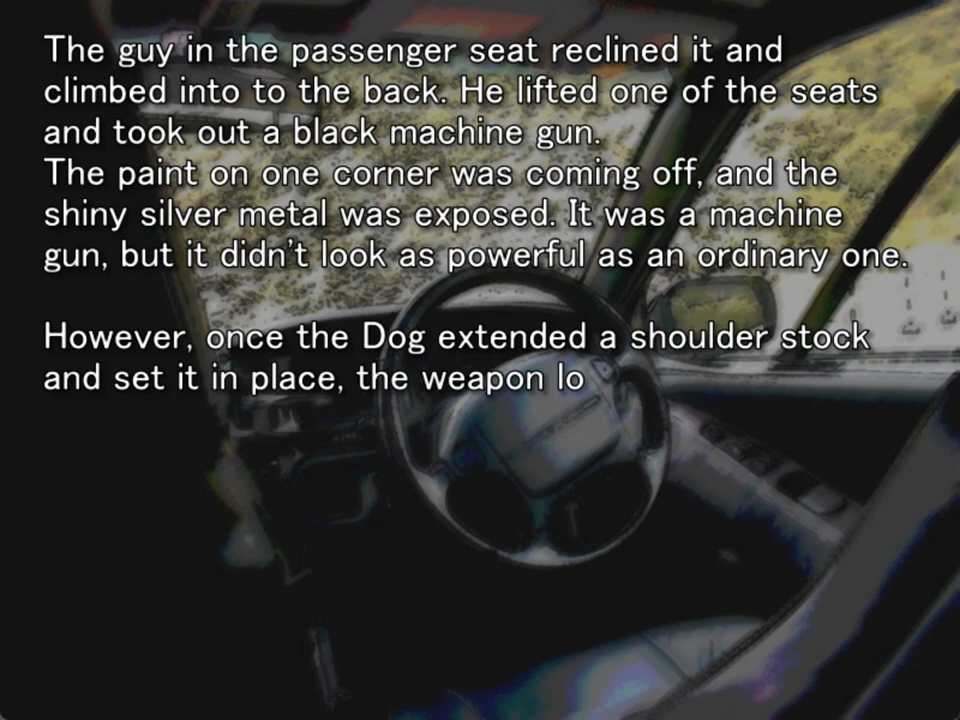 The guy in the passenger seat reclined it and
climbed into to the back. He lifted one of the seats
and took out a black machine gun.
The paint on one corner was coming off, and the
shiny silver metal was exposed. It was a machine
gun, but it didn't look as powerful as an ordinary one.
However, once the Dog extended a shoulder stock
and set it in place, the weapon lo